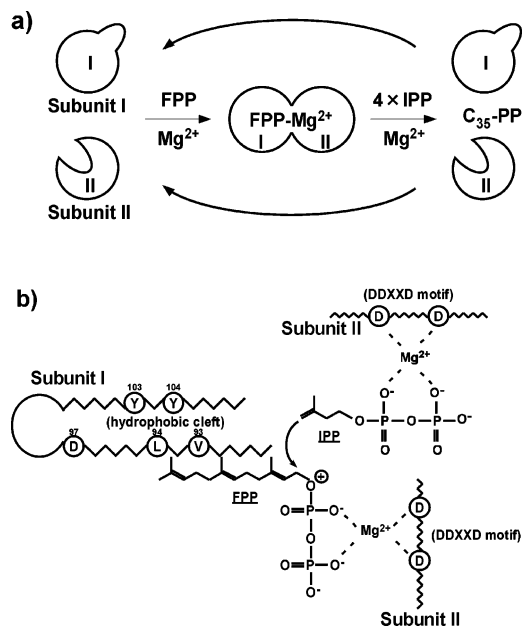 a)
I
Subunit I
II
Subunit II
FPP
Mg2+
FPP-Mg2+
I II
4 × IPP
Mg2+
I
C35-PP
II
b)
(DDXXD motif)
D D
Subunit II
Mg2+
Subunit I
103 104
Y Y
(hydrophobic cleft)
97 94 93
D L V
O- O-
O-P-O-P-O-
O O
IPP
FPP
+
O
O=P-O-
O
O=P-O-
O-
Mg2+
D
(DDXXD motif)
D
Subunit II